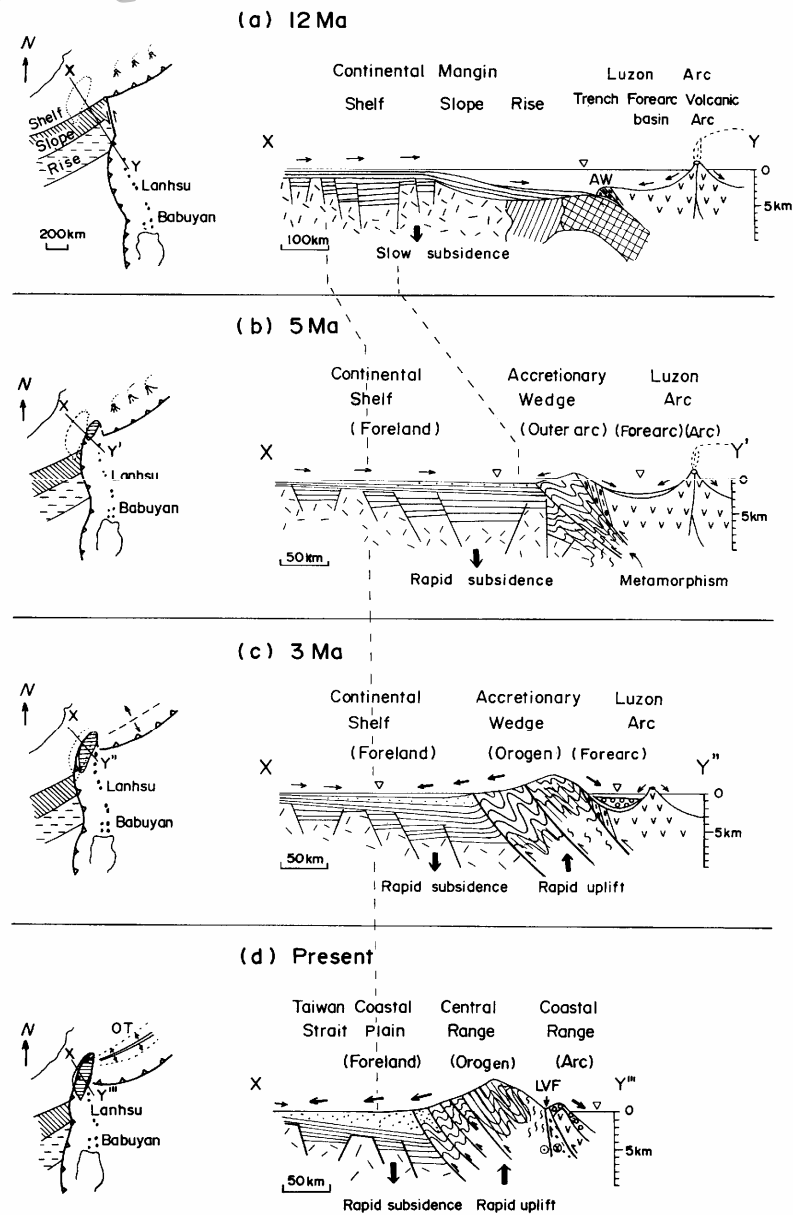 (a) 12 Ma
N
X
Shelf
Slope
Rise
Y
Lanhsu
Babuyan
200km
Continental Mangin
Luzon Arc
Shelf
Slope
Rise
Trench
Forearc basin
Volcanic Arc
X
Y
AW
0
5km
100km
Slow subsidence
(b) 5 Ma
N
X
Y'
Lanhsu
Babuyan
Continental
Shelf
(Foreland)
Accretionary
Wedge
(Outer arc)
Luzon
Arc
(Forearc)(Arc)
X
Y'
0
5km
50km
Rapid subsidence
Metamorphism
(c) 3 Ma
N
X
Y"
Lanhsu
Babuyan
Continental
Shelf
(Foreland)
Accretionary
Wedge
(Orogen)
Luzon
Arc
(Forearc)
X
Y"
0
5km
50km
Rapid subsidence
Rapid uplift
(d) Present
N
OT
X
Y'''
Lanhsu
Babuyan
Taiwan
Strait
Coastal
Plain
(Foreland)
Central
Range
(Orogen)
Coastal
Range
(Arc)
X
LVF
Y'''
0
5km
50km
Rapid subsidence
Rapid uplift